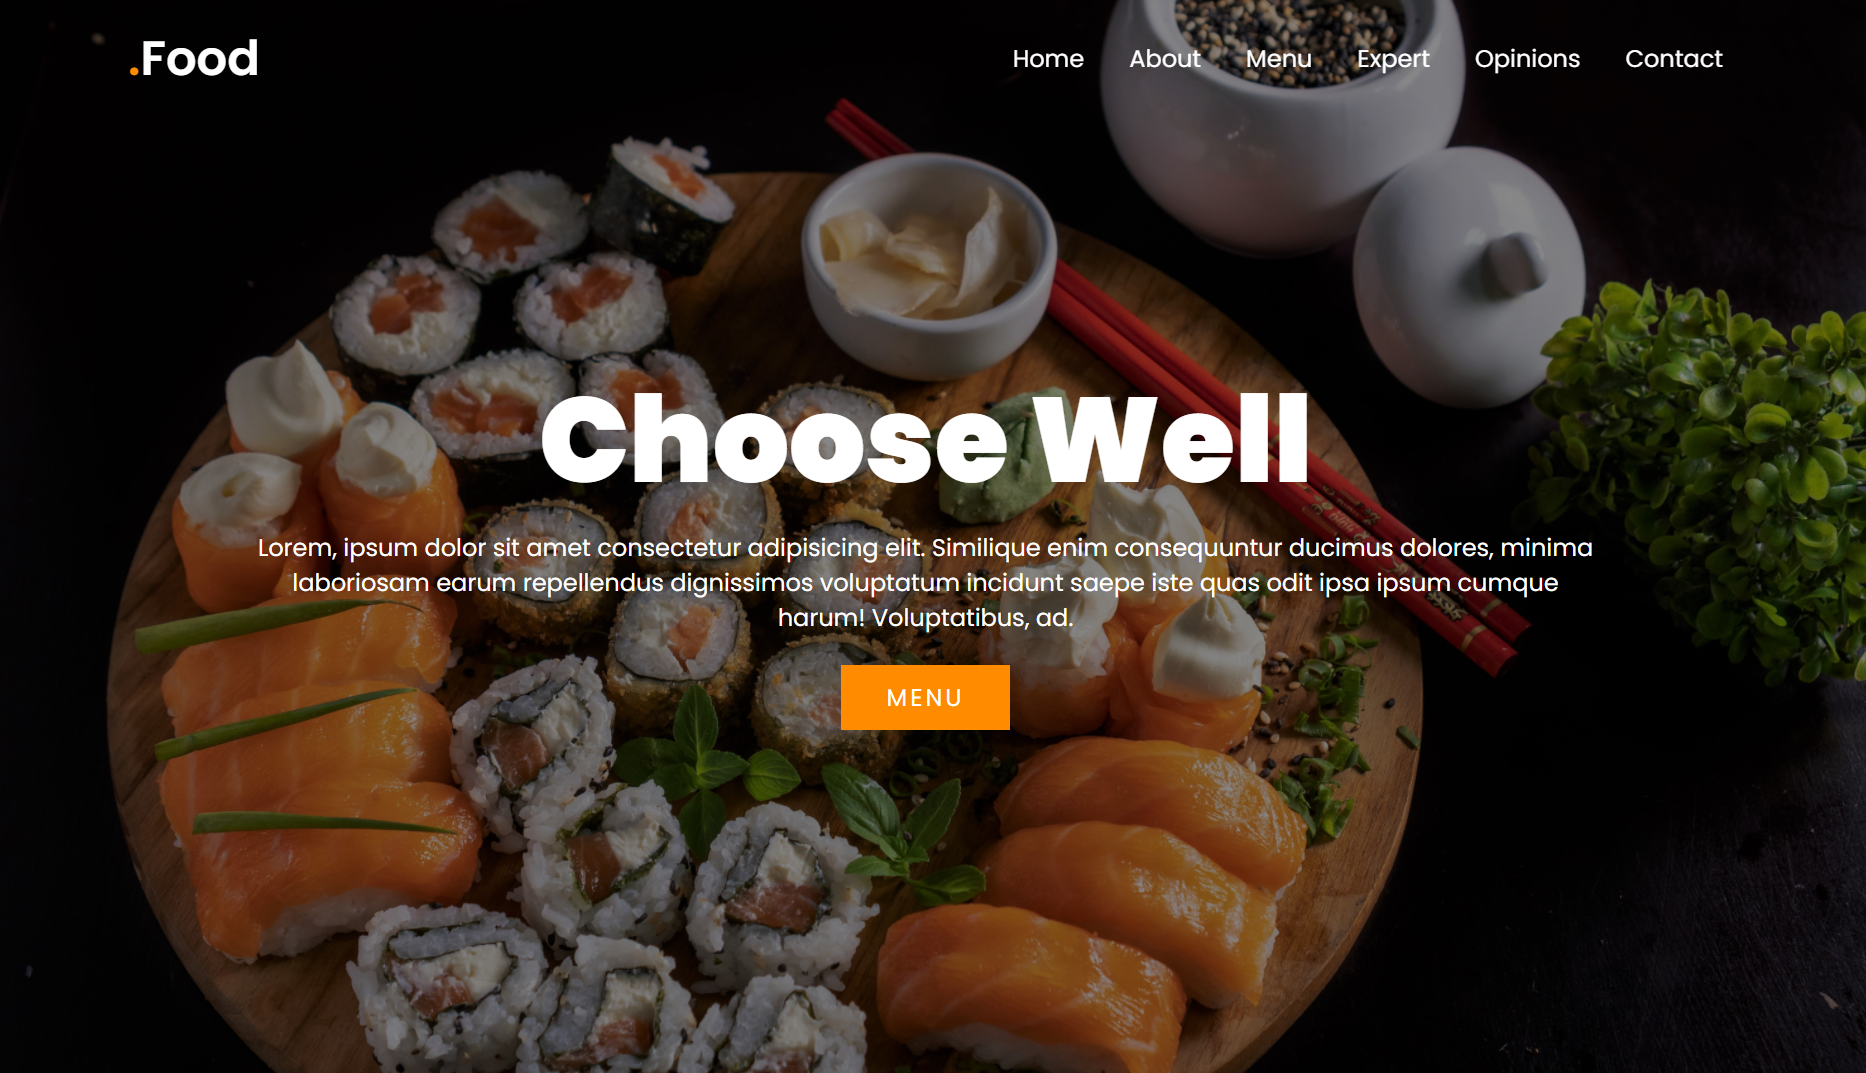 .Food
Home About Menu Expert Opinions Contact
Choose Well
Lorem, ipsum dolor sit amet consectetur adipisicing elit. Similique enim consequuntur ducimus dolores, minima
laboriosam earum repellendus dignissimos voluptatum incidunt saepe iste quas odit ipsa ipsum cumque
harum! Voluptatibus, ad.
MENU